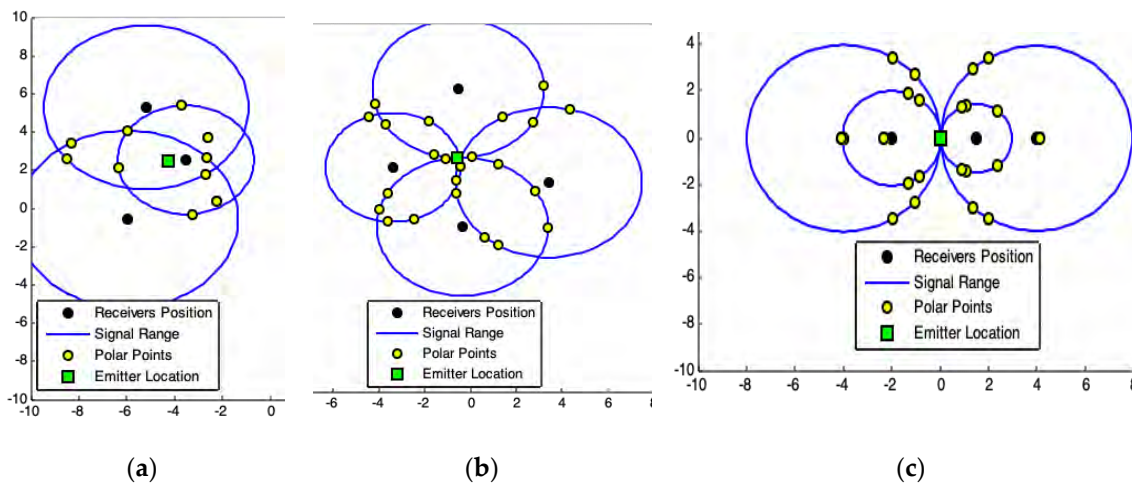 10
8
6
4
2
0
-2
-4
-6
-8
-10
-10 -8 -6 -4 -2 0
Receivers Position
Signal Range
Polar Points
Emitter Location
(a)
-6 -4 -2 0 2 4 6 8
Receivers Position
Signal Range
Polar Points
Emitter Location
(b)
4
2
0
-2
-4
-6
-8
-10
-10 -8 -6 -4 -2 0 2 4 6 8
Receivers Position
Signal Range
Polar Points
Emitter Location
(c)